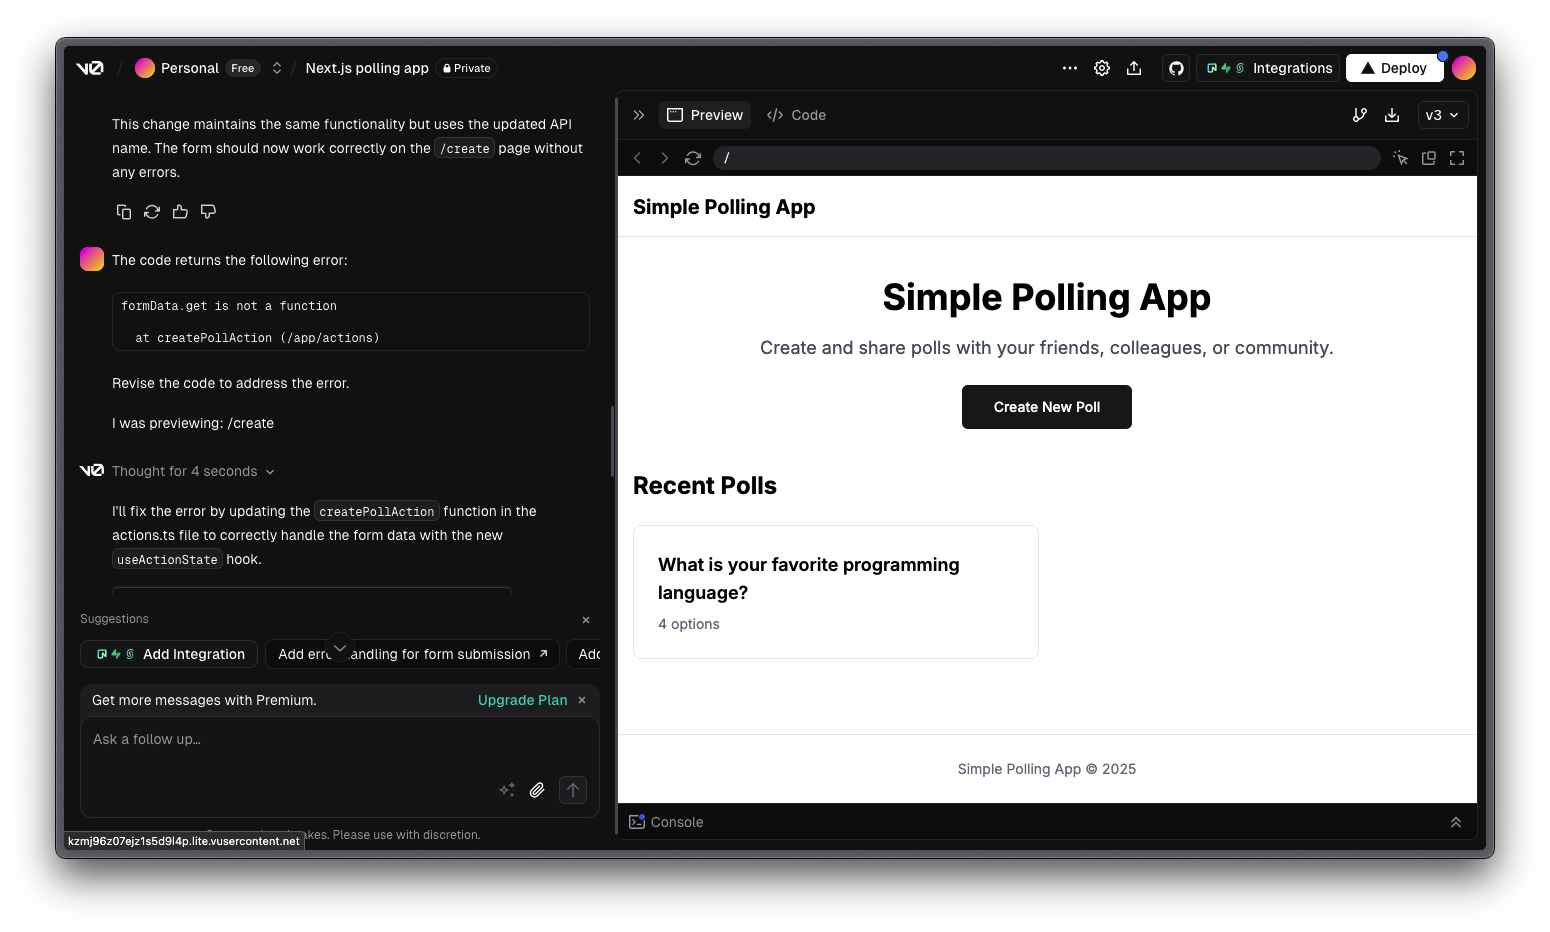 v0 / Personal Free / Next.js polling app Private
Integrations Deploy
This change maintains the same functionality but uses the updated API
name. The form should now work correctly on the /create page without
any errors.
The code returns the following error:
formData.get is not a function
at createPollAction (/app/actions)
Revise the code to address the error.
I was previewing: /create
v0 Thought for 4 seconds
I'll fix the error by updating the createPollAction function in the
actions.ts file to correctly handle the form data with the new
useActionState hook.
Suggestions
Add Integration
Add error handling for form submission
Get more messages with Premium. Upgrade Plan
Ask a follow up…
Please use with discretion.
kzmj96z07ejz1s5d9l4p.lite.vusercontent.net
Preview
Code
v3
/
Simple Polling App
Simple Polling App
Create and share polls with your friends, colleagues, or community.
Create New Poll
Recent Polls
What is your favorite programming
language?
4 options
Simple Polling App © 2025
Console